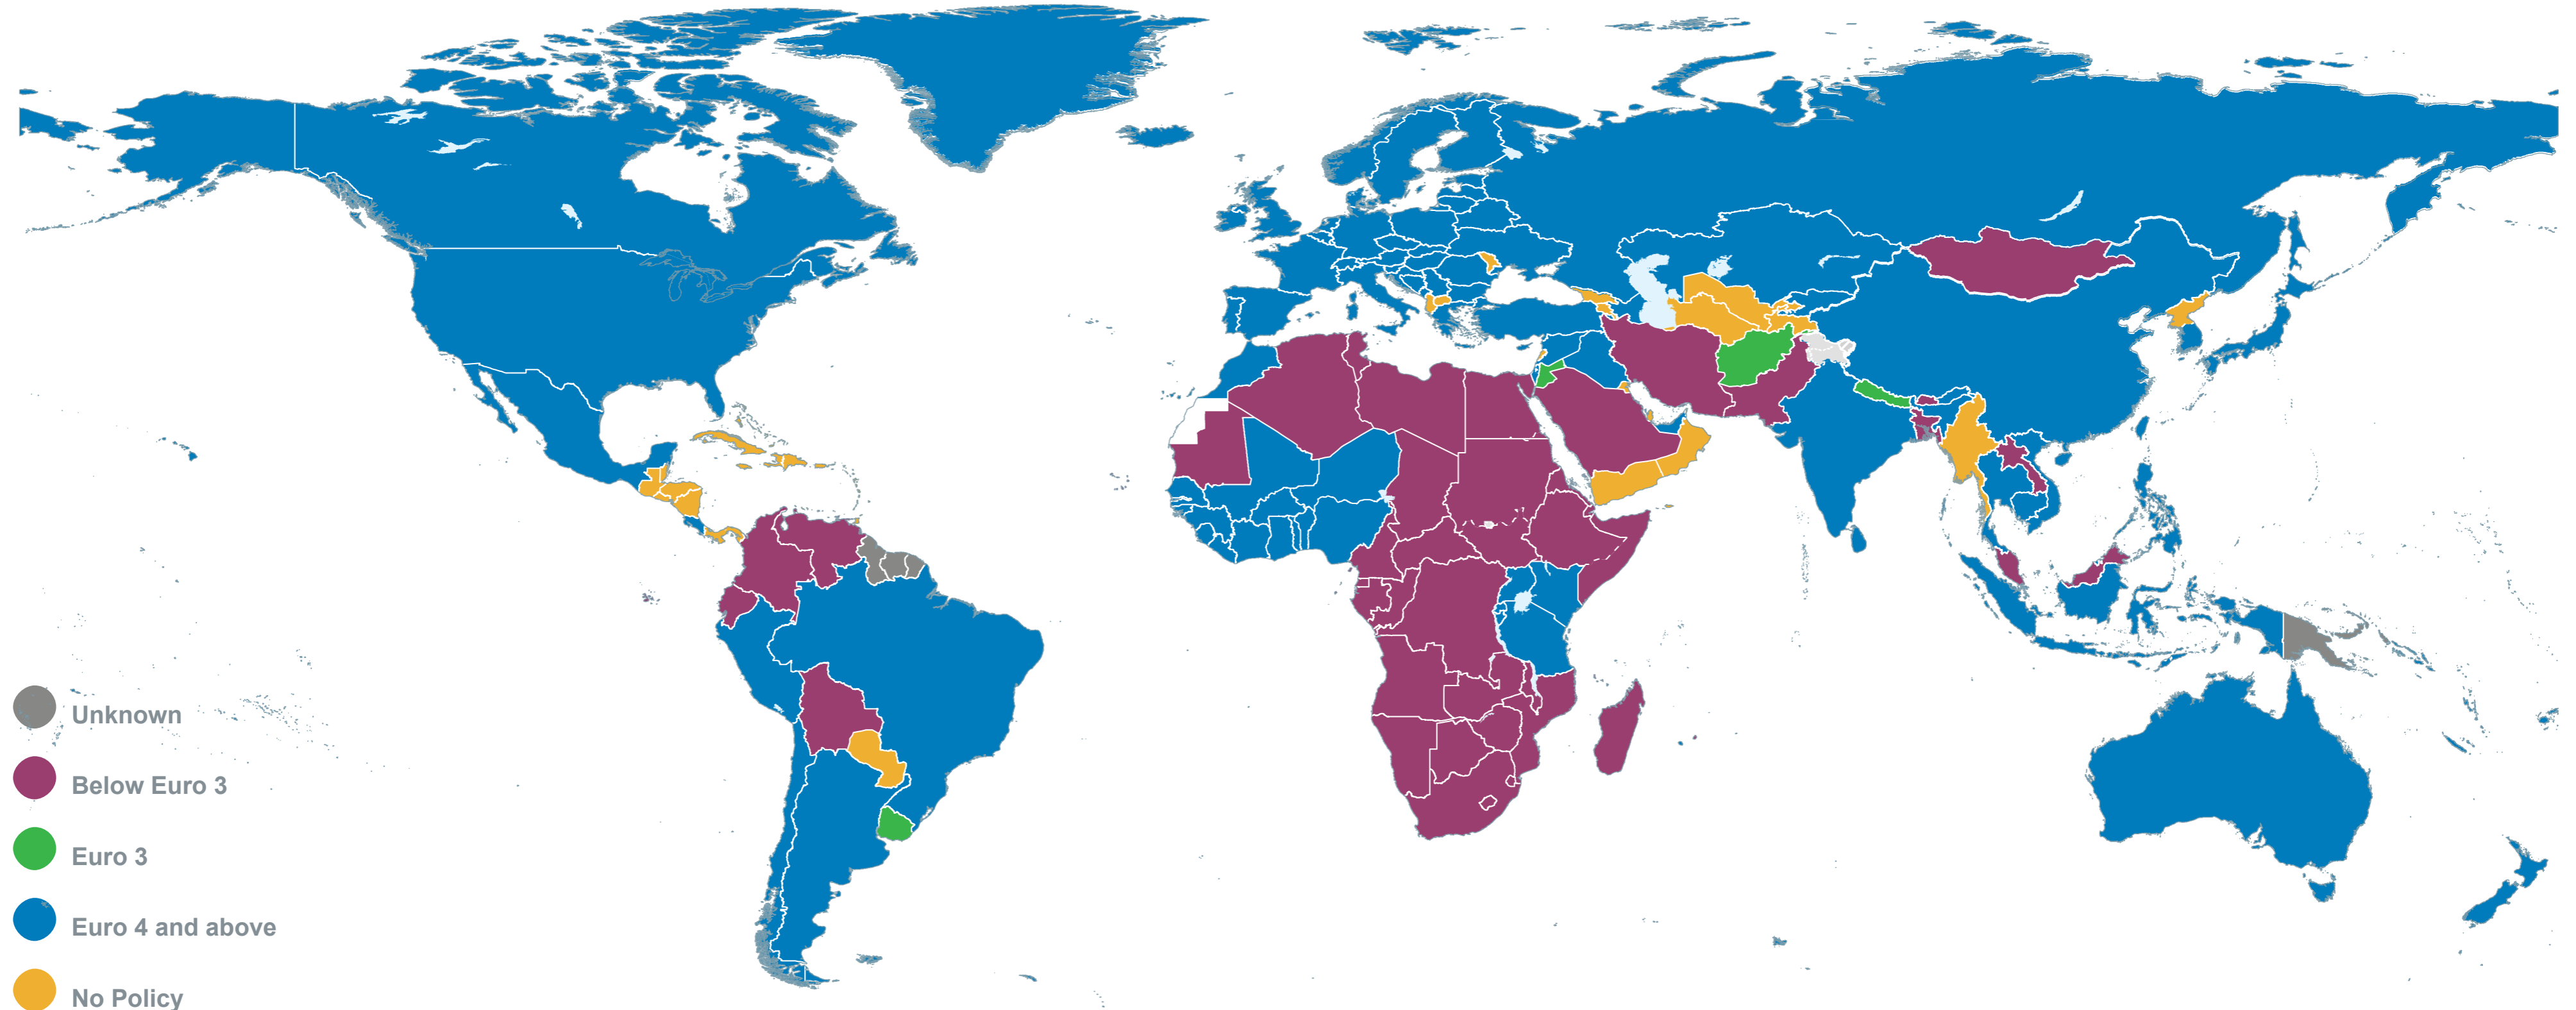 Unknown
Below Euro 3
Euro 3
Euro 4 and above
No Policy